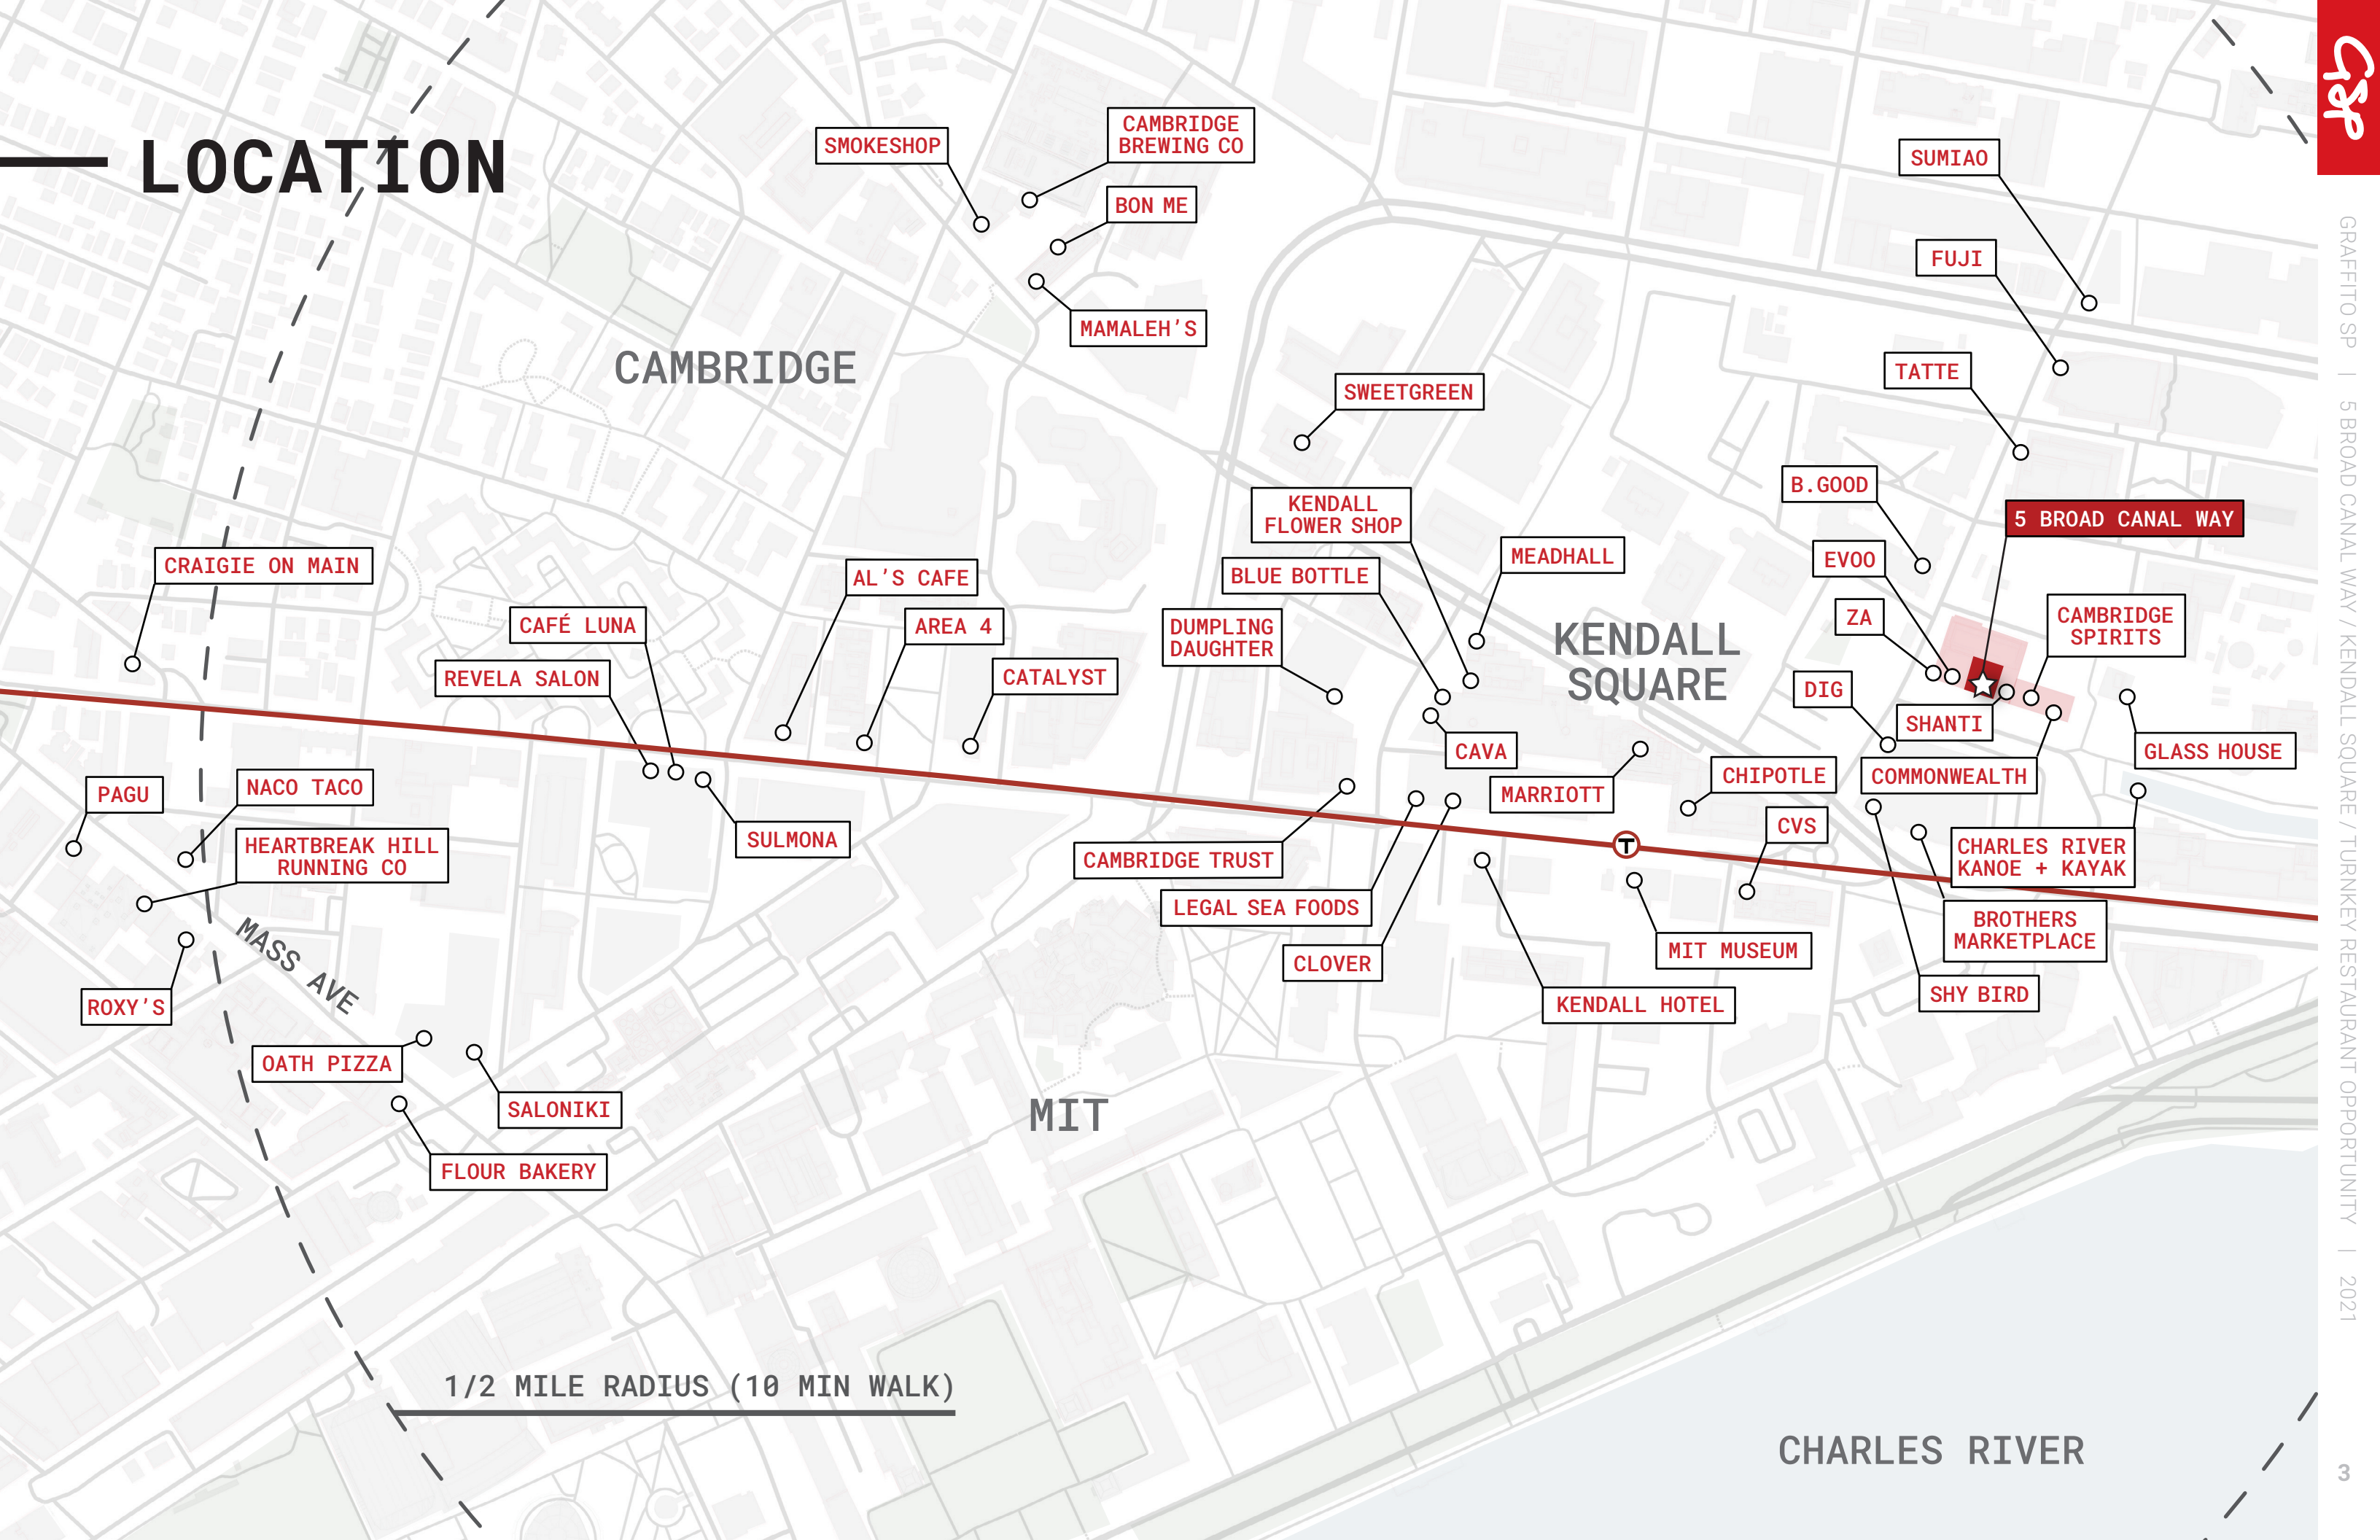 LOCATION
SMOKESHOP
CAMBRIDGE
BREWING CO
BON ME
MAMALEH'S
SUMIAO
FUJI
TATTE
CAMBRIDGE
SWEETGREEN
B.GOOD
KENDALL
FLOWER SHOP
5 BROAD CANAL WAY
CRAIGIE ON MAIN
MEADHALL
EVOO
AL'S CAFE
BLUE BOTTLE
CAFÉ LUNA
AREA 4
DUMPLING
DAUGHTER
KENDALL
SQUARE
ZA
CAMBRIDGE
SPIRITS
REVELA SALON
CATALYST
DIG
SHANTI
CAVA
GLASS HOUSE
PAGU
NACO TACO
MARRIOTT
CHIPOTLE
COMMONWEALTH
HEARTBREAK HILL
RUNNING CO
SULMONA
CVS
T
CAMBRIDGE TRUST
CHARLES RIVER
KANOE + KAYAK
LEGAL SEA FOODS
BROTHERS
MARKETPLACE
MASS AVE
CLOVER
MIT MUSEUM
ROXY'S
KENDALL HOTEL
SHY BIRD
OATH PIZZA
SALONIKI
MIT
FLOUR BAKERY
1/2 MILE RADIUS (10 MIN WALK)
CHARLES RIVER
GSP
GRAFFITO SP | 5 BROAD CANAL WAY / KENDALL SQUARE / TURNKEY RESTAURANT OPPORTUNITY | 2021
3